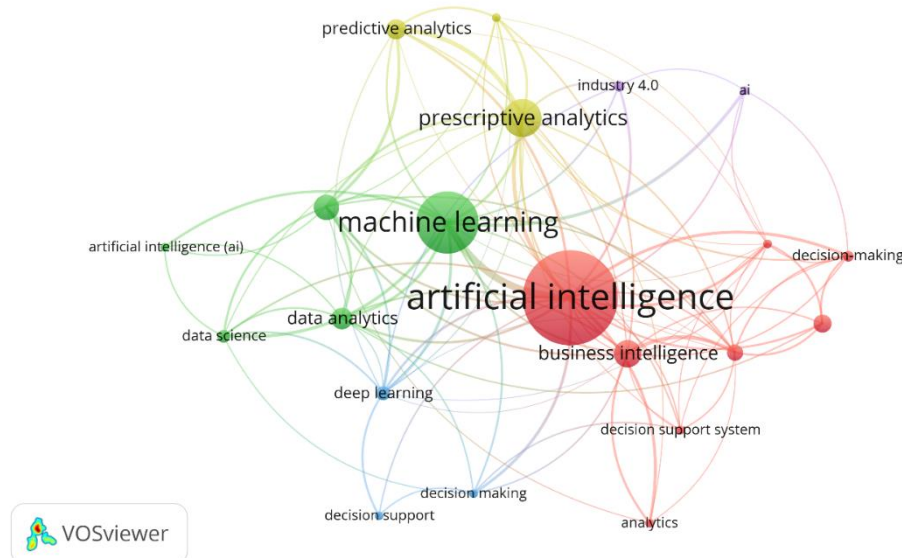 predictive analytics
industry 4.0
ai
prescriptive analytics
machine learning
artificial intelligence (ai)
decision-making
artificial intelligence
data analytics
data science
business intelligence
deep learning
decision support system
decision making
decision support
analytics
VOSviewer